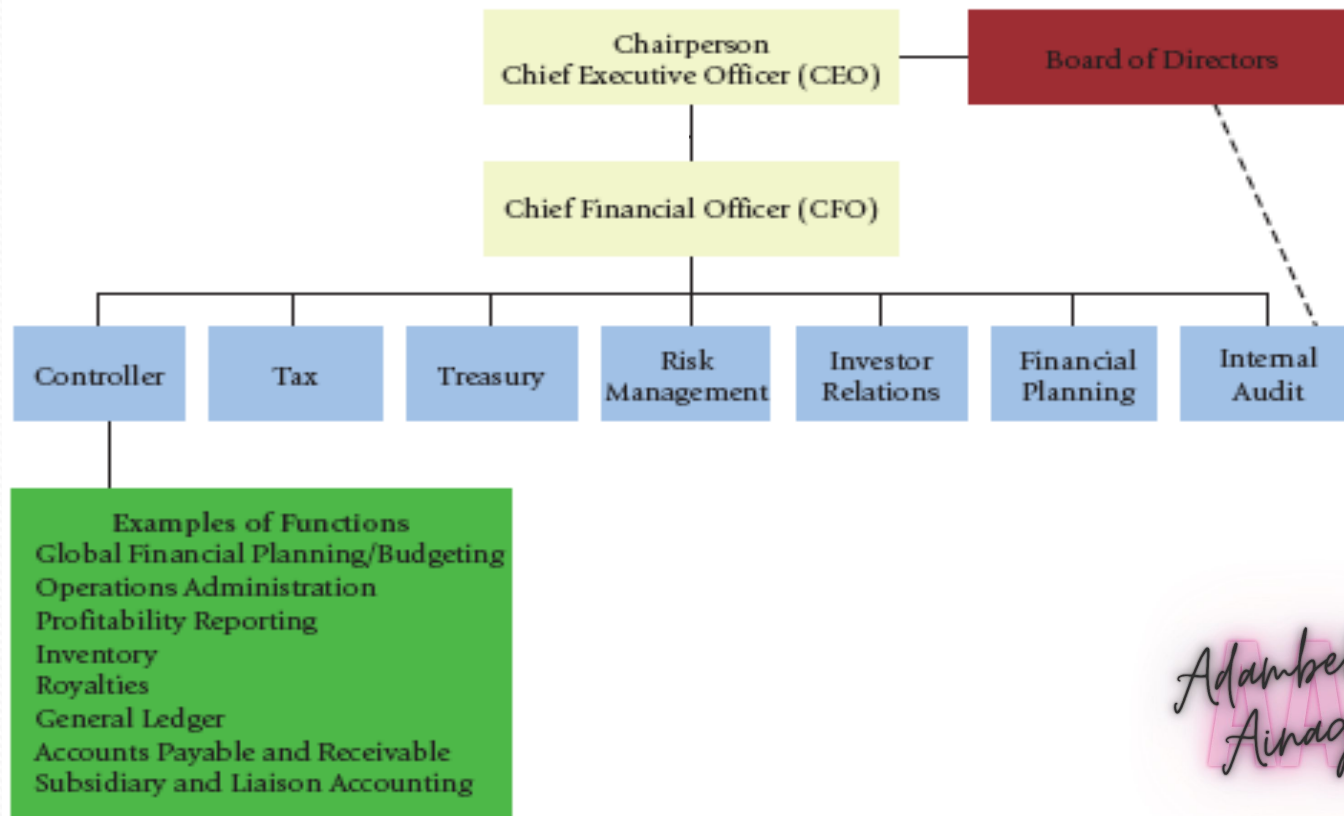 Chairperson
Chief Executive Officer (CEO)
Board of Directors
Chief Financial Officer (CFO)
Controller
Tax
Treasury
Risk
Management
Investor
Relations
Financial
Planning
Internal
Audit
Examples of Functions
Global Financial Planning/Budgeting
Operations Administration
Profitability Reporting
Inventory
Royalties
General Ledger
Accounts Payable and Receivable
Subsidiary and Liaison Accounting